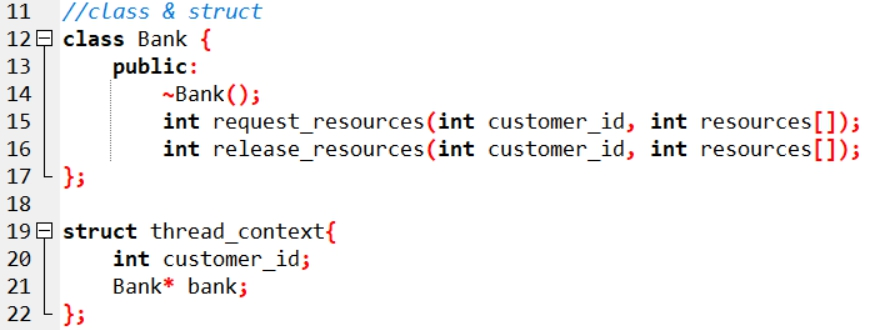 11 //class & struct
12 class Bank {
13     public:
14         ~Bank();
15         int request_resources(int customer_id, int resources[]);
16         int release_resources(int customer_id, int resources[]);
17 };
18
19 struct thread_context{
20     int customer_id;
21     Bank* bank;
22 };